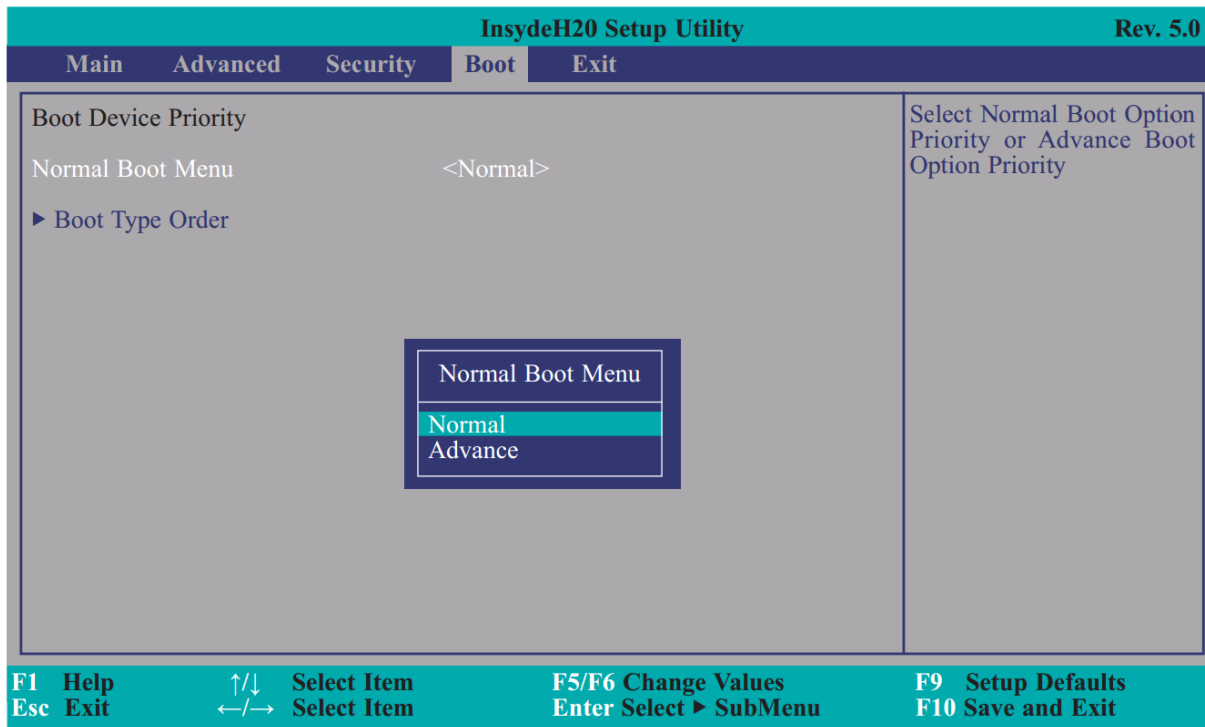 InsydeH20 Setup Utility Rev. 5.0
Main Advanced Security Boot Exit
Boot Device Priority
Normal Boot Menu <Normal>
▶ Boot Type Order
Select Normal Boot Option
Priority or Advance Boot
Option Priority
Normal Boot Menu
Normal
Advance
F1 Help ↑/↓ Select Item F5/F6 Change Values F9 Setup Defaults
Esc Exit ←/→ Select Item Enter Select ▶ SubMenu F10 Save and Exit